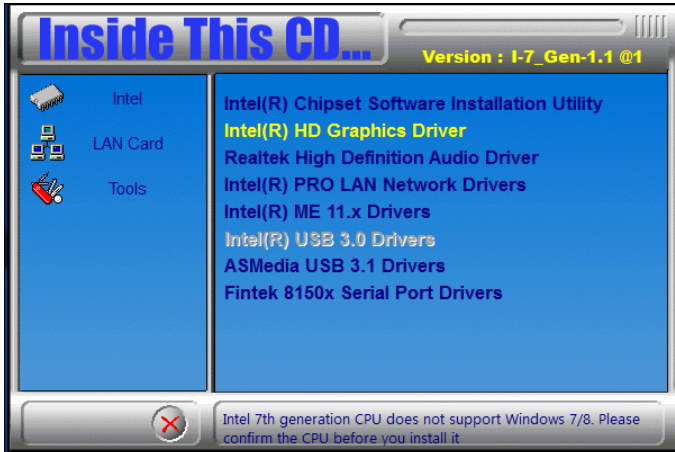 Inside This CD...
Version : I-7_Gen-1.1 @1
Intel
LAN Card
Tools
Intel(R) Chipset Software Installation Utility
Intel(R) HD Graphics Driver
Realtek High Definition Audio Driver
Intel(R) PRO LAN Network Drivers
Intel(R) ME 11.x Drivers
Intel(R) USB 3.0 Drivers
ASMedia USB 3.1 Drivers
Fintek 8150x Serial Port Drivers
Intel 7th generation CPU does not support Windows 7/8. Please
confirm the CPU before you install it